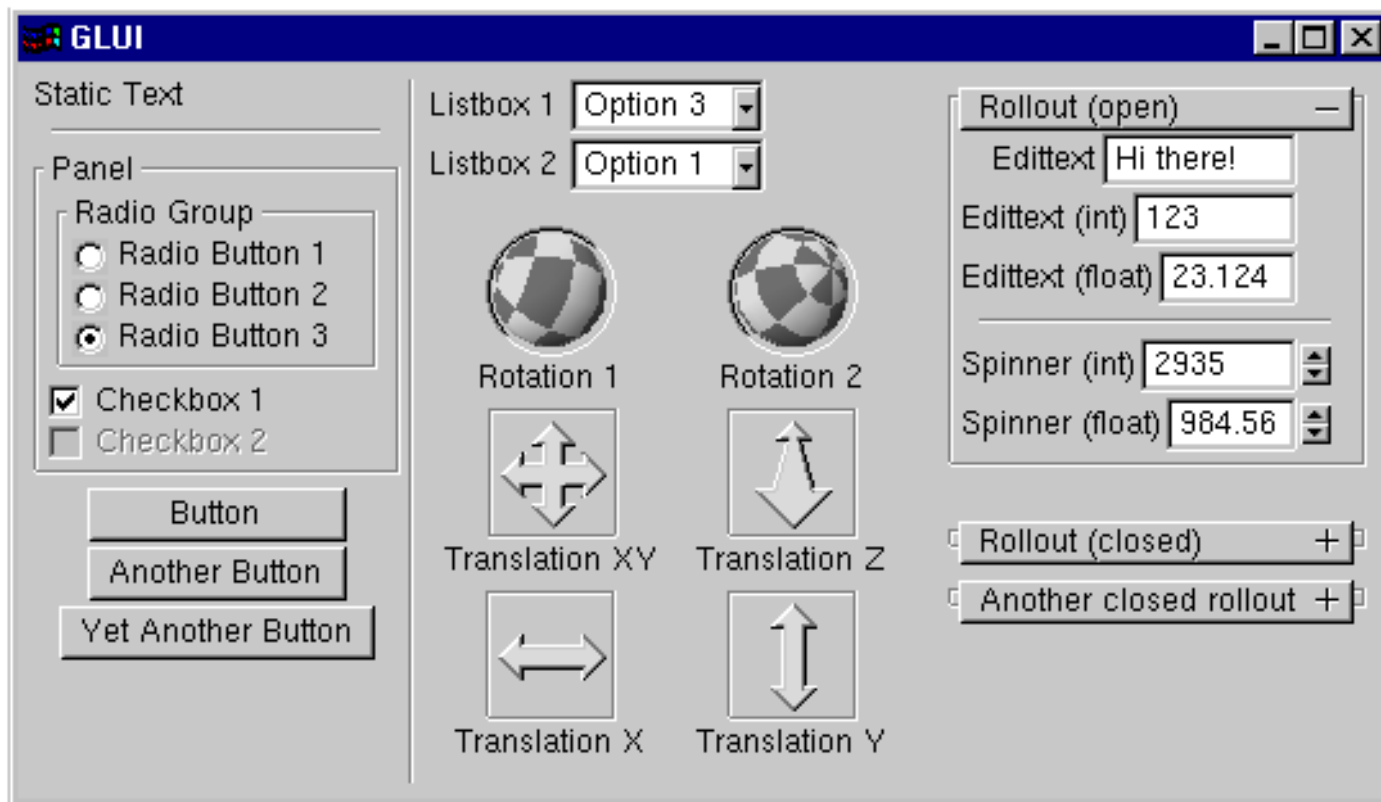 GLUI
Static Text
Panel
Radio Group
Radio Button 1
Radio Button 2
Radio Button 3
Checkbox 1
Checkbox 2
Button
Another Button
Yet Another Button
Listbox 1 Option 3
Listbox 2 Option 1
Rotation 1 Rotation 2
Translation XY Translation Z
Translation X Translation Y
Rollout (open)
Edittext Hi there!
Edittext (int) 123
Edittext (float) 23.124
Spinner (int) 2935
Spinner (float) 984.56
Rollout (closed)
Another closed rollout